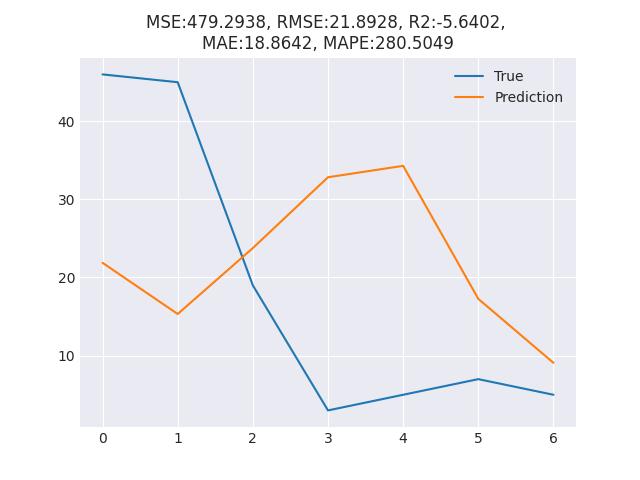 MSE:479.2938, RMSE:21.8928, R2:-5.6402,
MAE:18.8642, MAPE:280.5049
True
Prediction
40
30
20
10
0 1 2 3 4 5 6